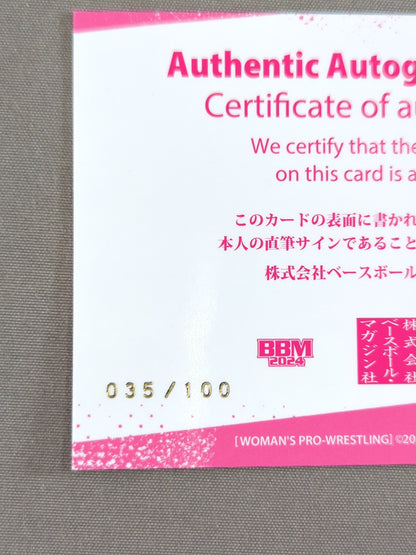 Authentic Autog
Certificate of a
We certify that the
on this card is a
このカードの表面に書かれ
本人の直筆サインであること
株式会社ベースボール
BBM
2024
株式会社
ベースボール・
マガジン社
035/100
[WOMAN'S PRO-WRESTLING] ©20